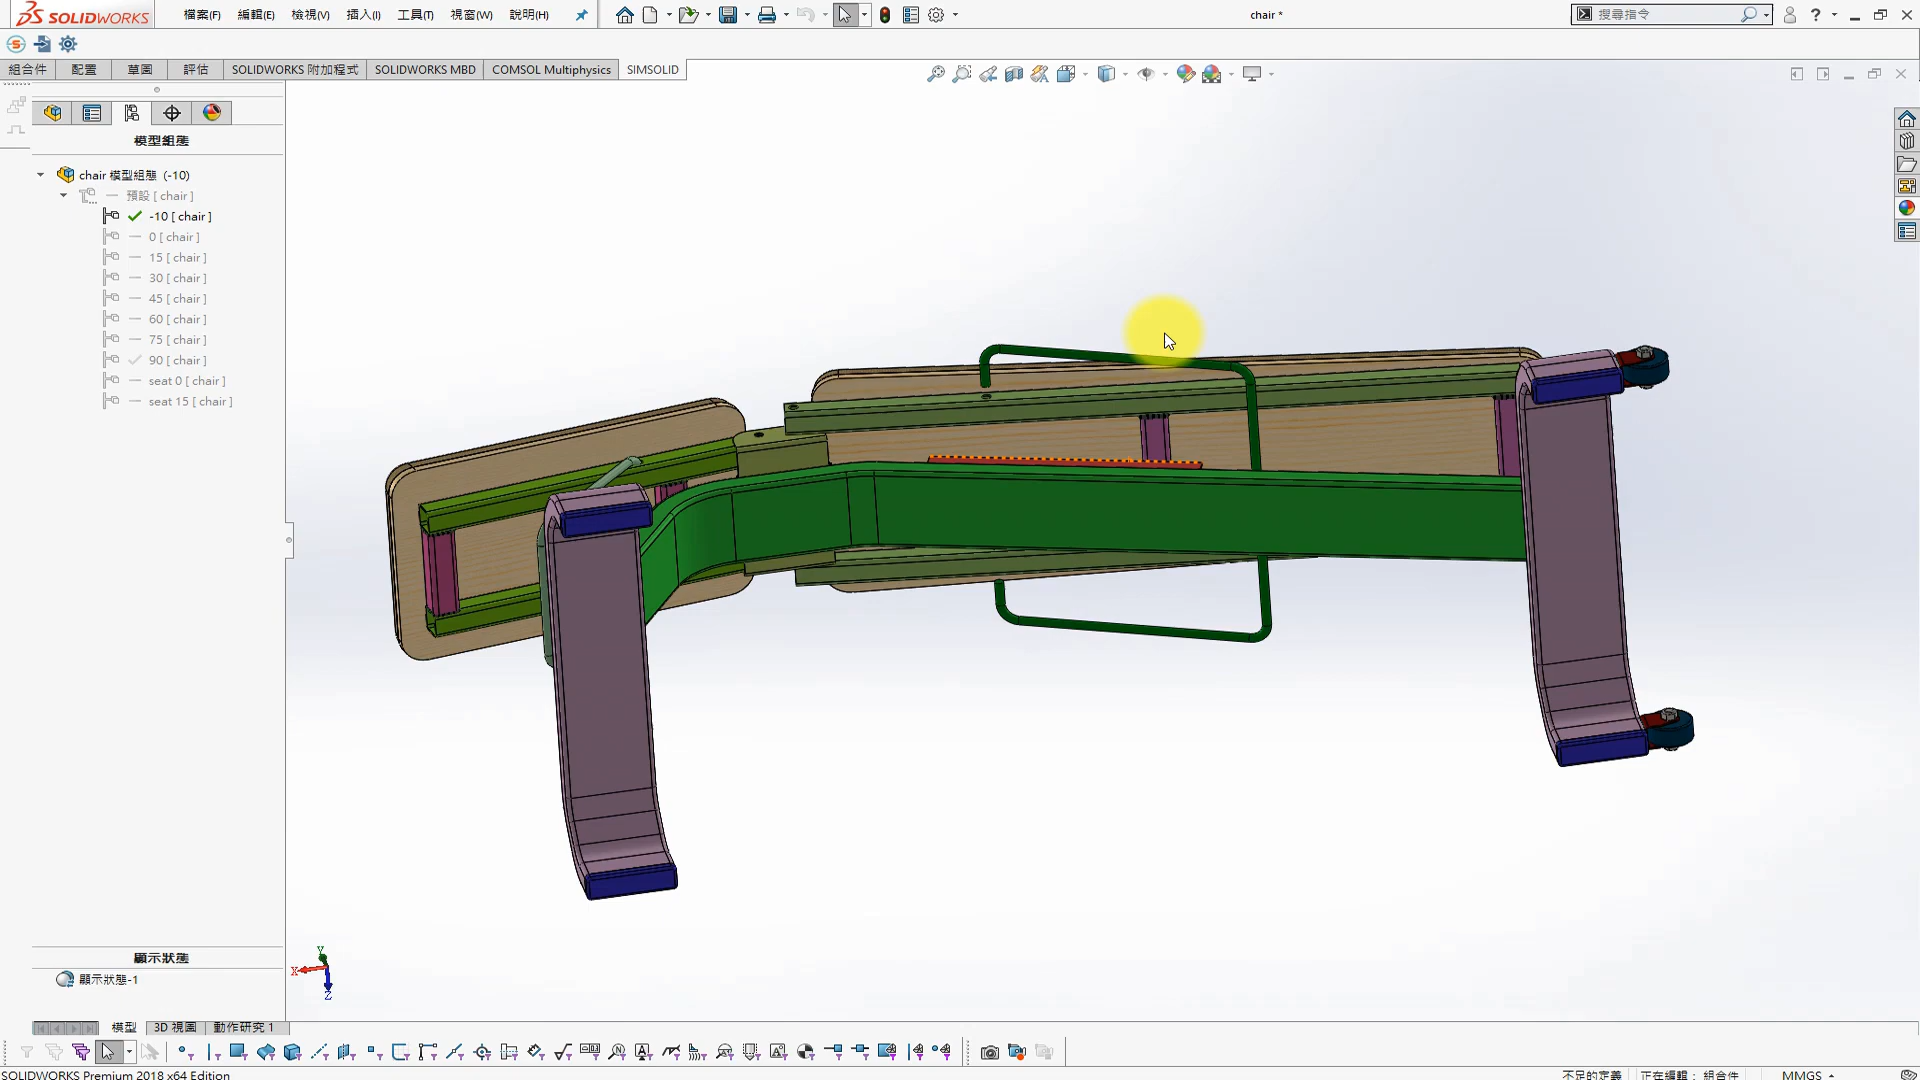 SOLIDWORKS
檔案(F) 編輯(E) 檢視(V) 插入(I) 工具(T) 視窗(W) 說明(H)
chair *
搜尋指令
組合件 配置 草圖 評估 SOLIDWORKS 附加程式 SOLIDWORKS MBD COMSOL Multiphysics SIMSOLID
模型組態
chair 模型組態 (-10)
預設 [ chair ]
-10 [ chair ]
0 [ chair ]
15 [ chair ]
30 [ chair ]
45 [ chair ]
60 [ chair ]
75 [ chair ]
90 [ chair ]
seat 0 [ chair ]
seat 15 [ chair ]
顯示狀態
顯示狀態-1
Y
X
Z
模型 3D 視圖 動作研究 1
SOLIDWORKS Premium 2018 x64 Edition 不足的定義 正在編輯： 組合件 MMGS